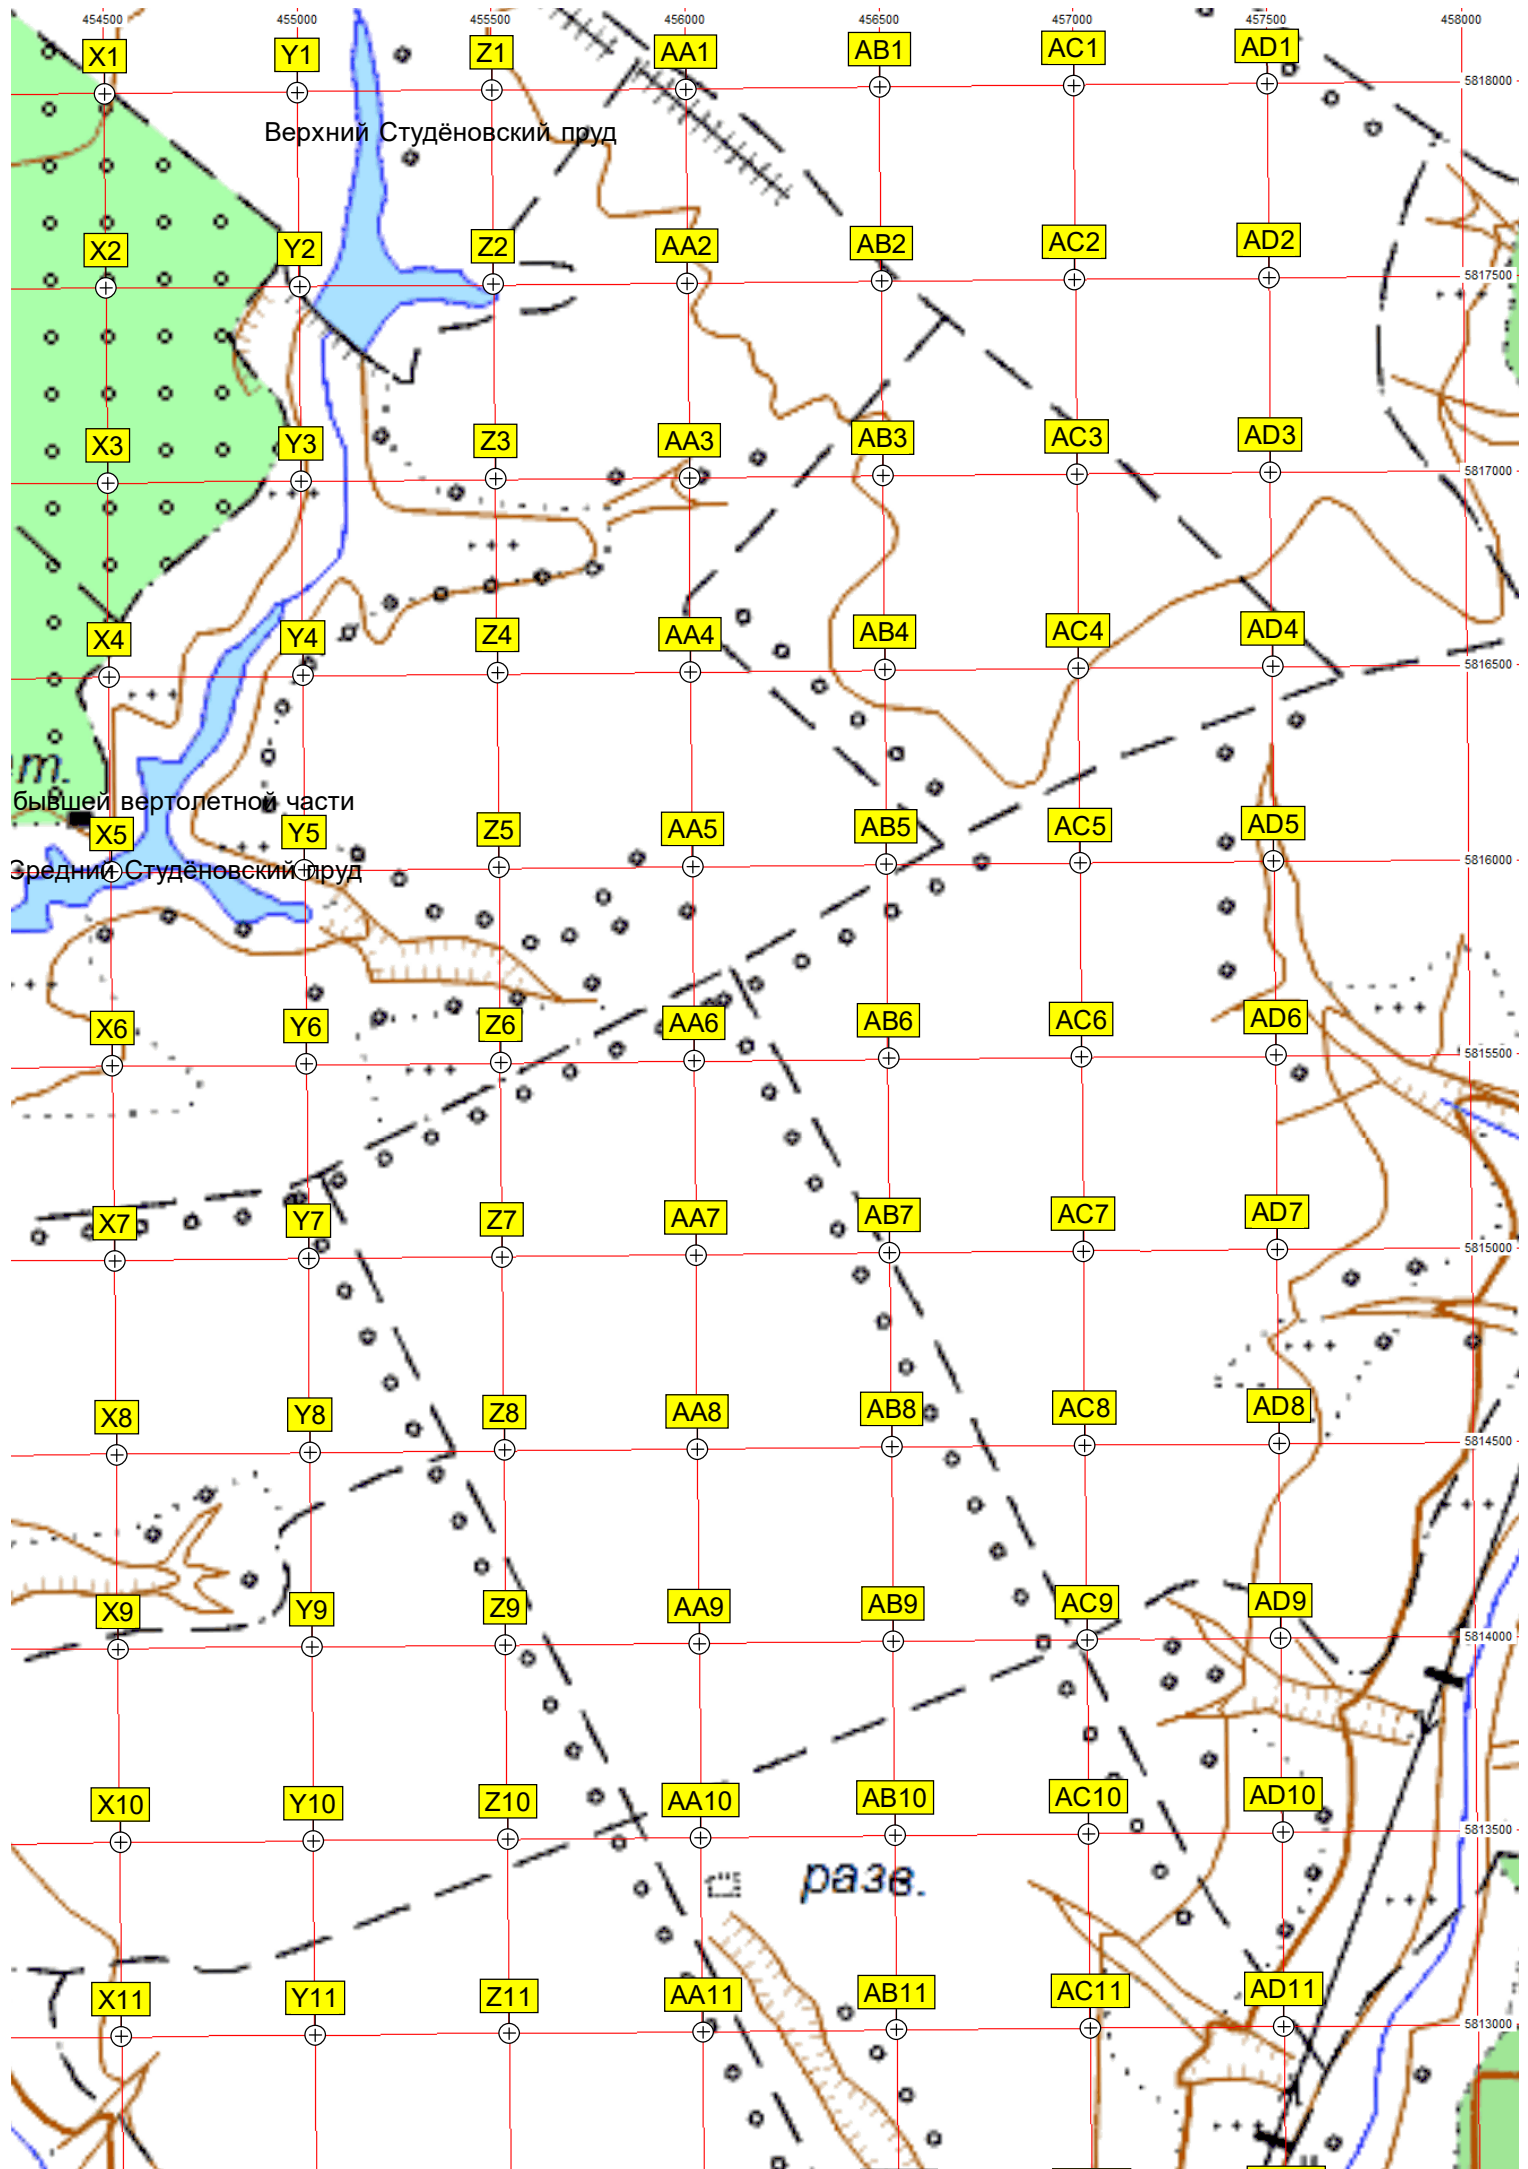 454500 455000 455500 456000 456500 457000 457500 458000
X1 Y1 Z1 AA1 AB1 AC1 AD1
5818000
Верхний Студёновский пруд
X2 Y2 Z2 AA2 AB2 AC2 AD2
5817500
X3 Y3 Z3 AA3 AB3 AC3 AD3
5817000
X4 Y4 Z4 AA4 AB4 AC4 AD4
5816500
т.
бывшей вертолетной части
X5 Y5 Z5 AA5 AB5 AC5 AD5
5816000
Средний Студёновский пруд
X6 Y6 Z6 AA6 AB6 AC6 AD6
5815500
X7 Y7 Z7 AA7 AB7 AC7 AD7
5815000
X8 Y8 Z8 AA8 AB8 AC8 AD8
5814500
X9 Y9 Z9 AA9 AB9 AC9 AD9
5814000
X10 Y10 Z10 AA10 AB10 AC10 AD10
5813500
разв.
X11 Y11 Z11 AA11 AB11 AC11 AD11
5813000